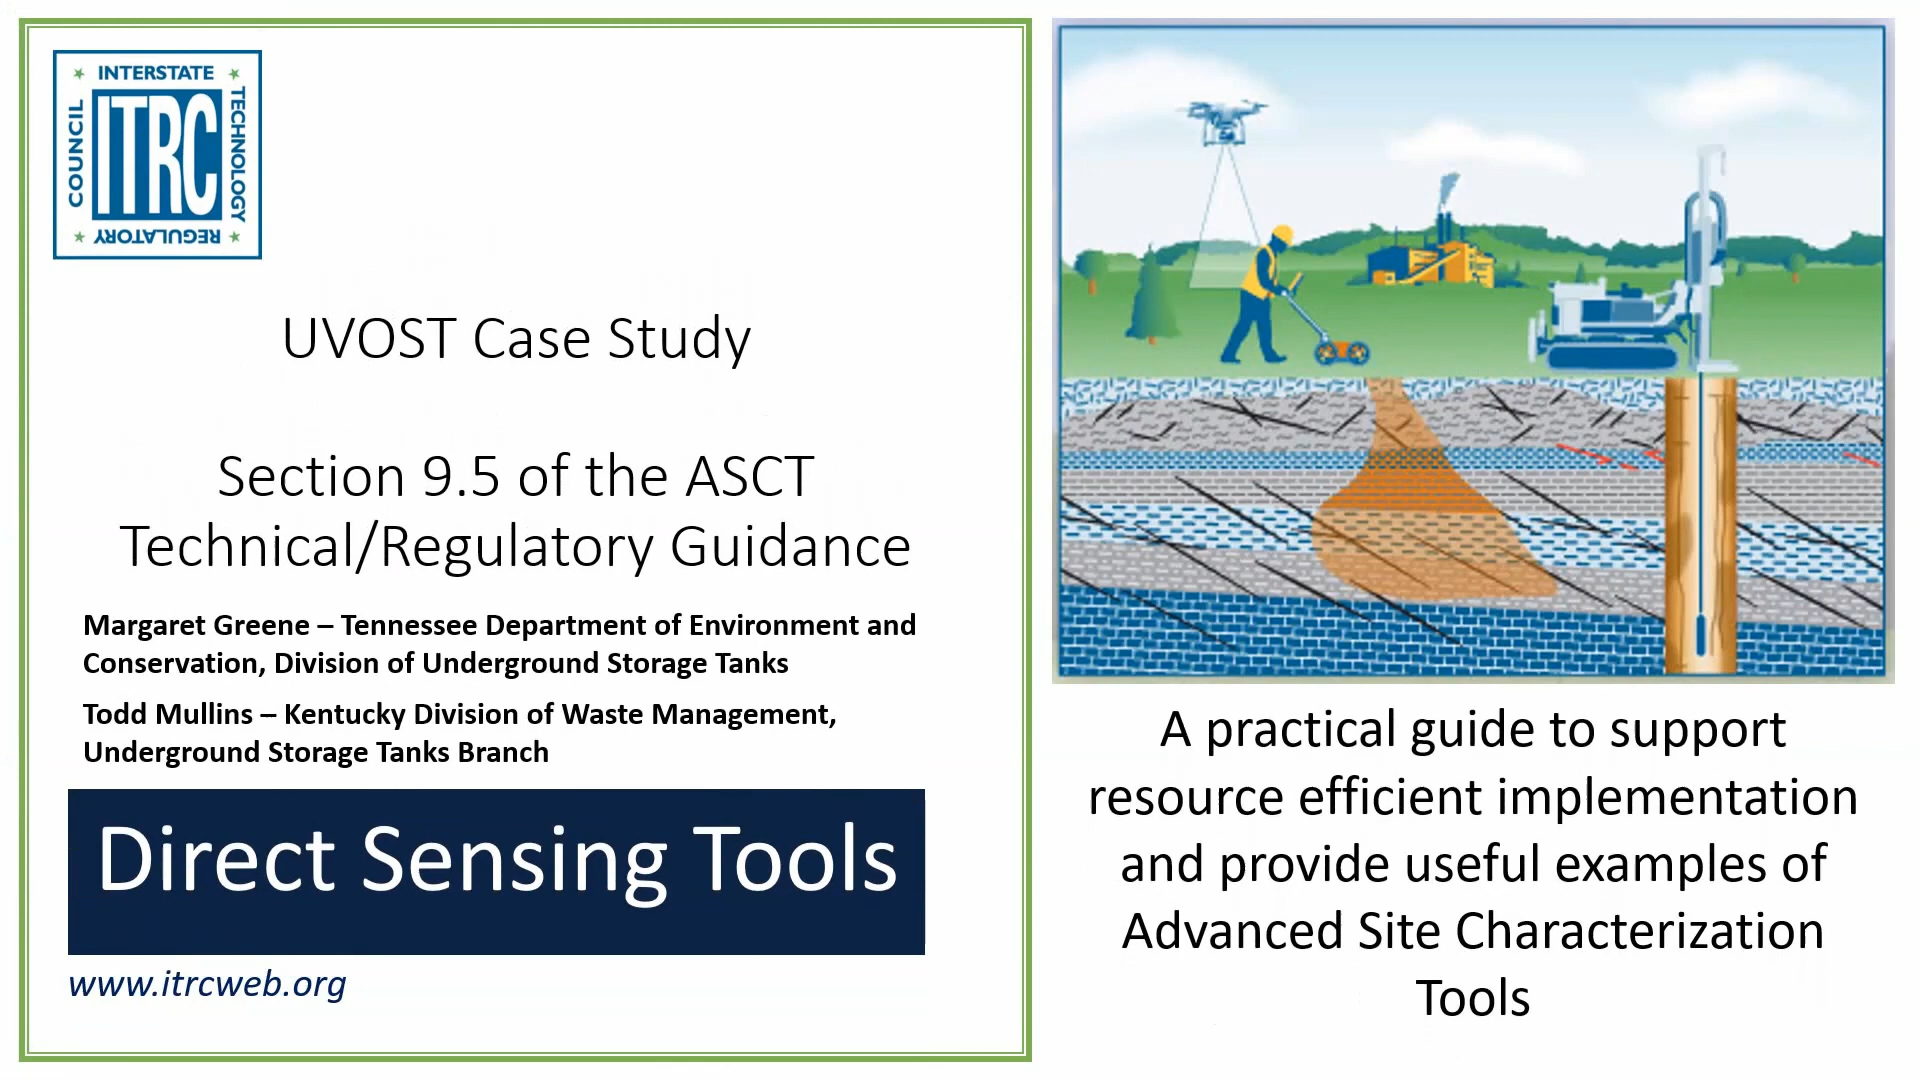 INTERSTATE
TECHNOLOGY
REGULATORY
COUNCIL
ITRC
UVOST Case Study
Section 9.5 of the ASCT
Technical/Regulatory Guidance
Margaret Greene – Tennessee Department of Environment and
Conservation, Division of Underground Storage Tanks
Todd Mullins – Kentucky Division of Waste Management,
Underground Storage Tanks Branch
Direct Sensing Tools
www.itrcweb.org
A practical guide to support
resource efficient implementation
and provide useful examples of
Advanced Site Characterization
Tools